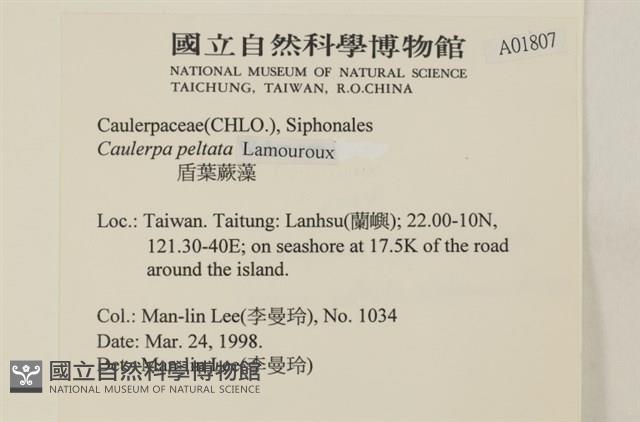 國立自然科學博物館
A01807
NATIONAL MUSEUM OF NATURAL SCIENCE
TAICHUNG, TAIWAN, R.O.CHINA
Caulerpaceae(CHLO.), Siphonales
Caulerpa peltata Lamouroux
盾葉蕨藻
Loc.: Taiwan. Taitung: Lanhsu(蘭嶼); 22.00-10N,
121.30-40E; on seashore at 17.5K of the road
around the island.
Col.: Man-lin Lee(李曼玲), No. 1034
Date: Mar. 24, 1998.
Det.: Man-lin Lee(李曼玲)
國立自然科學博物館
NATIONAL MUSEUM OF NATURAL SCIENCE